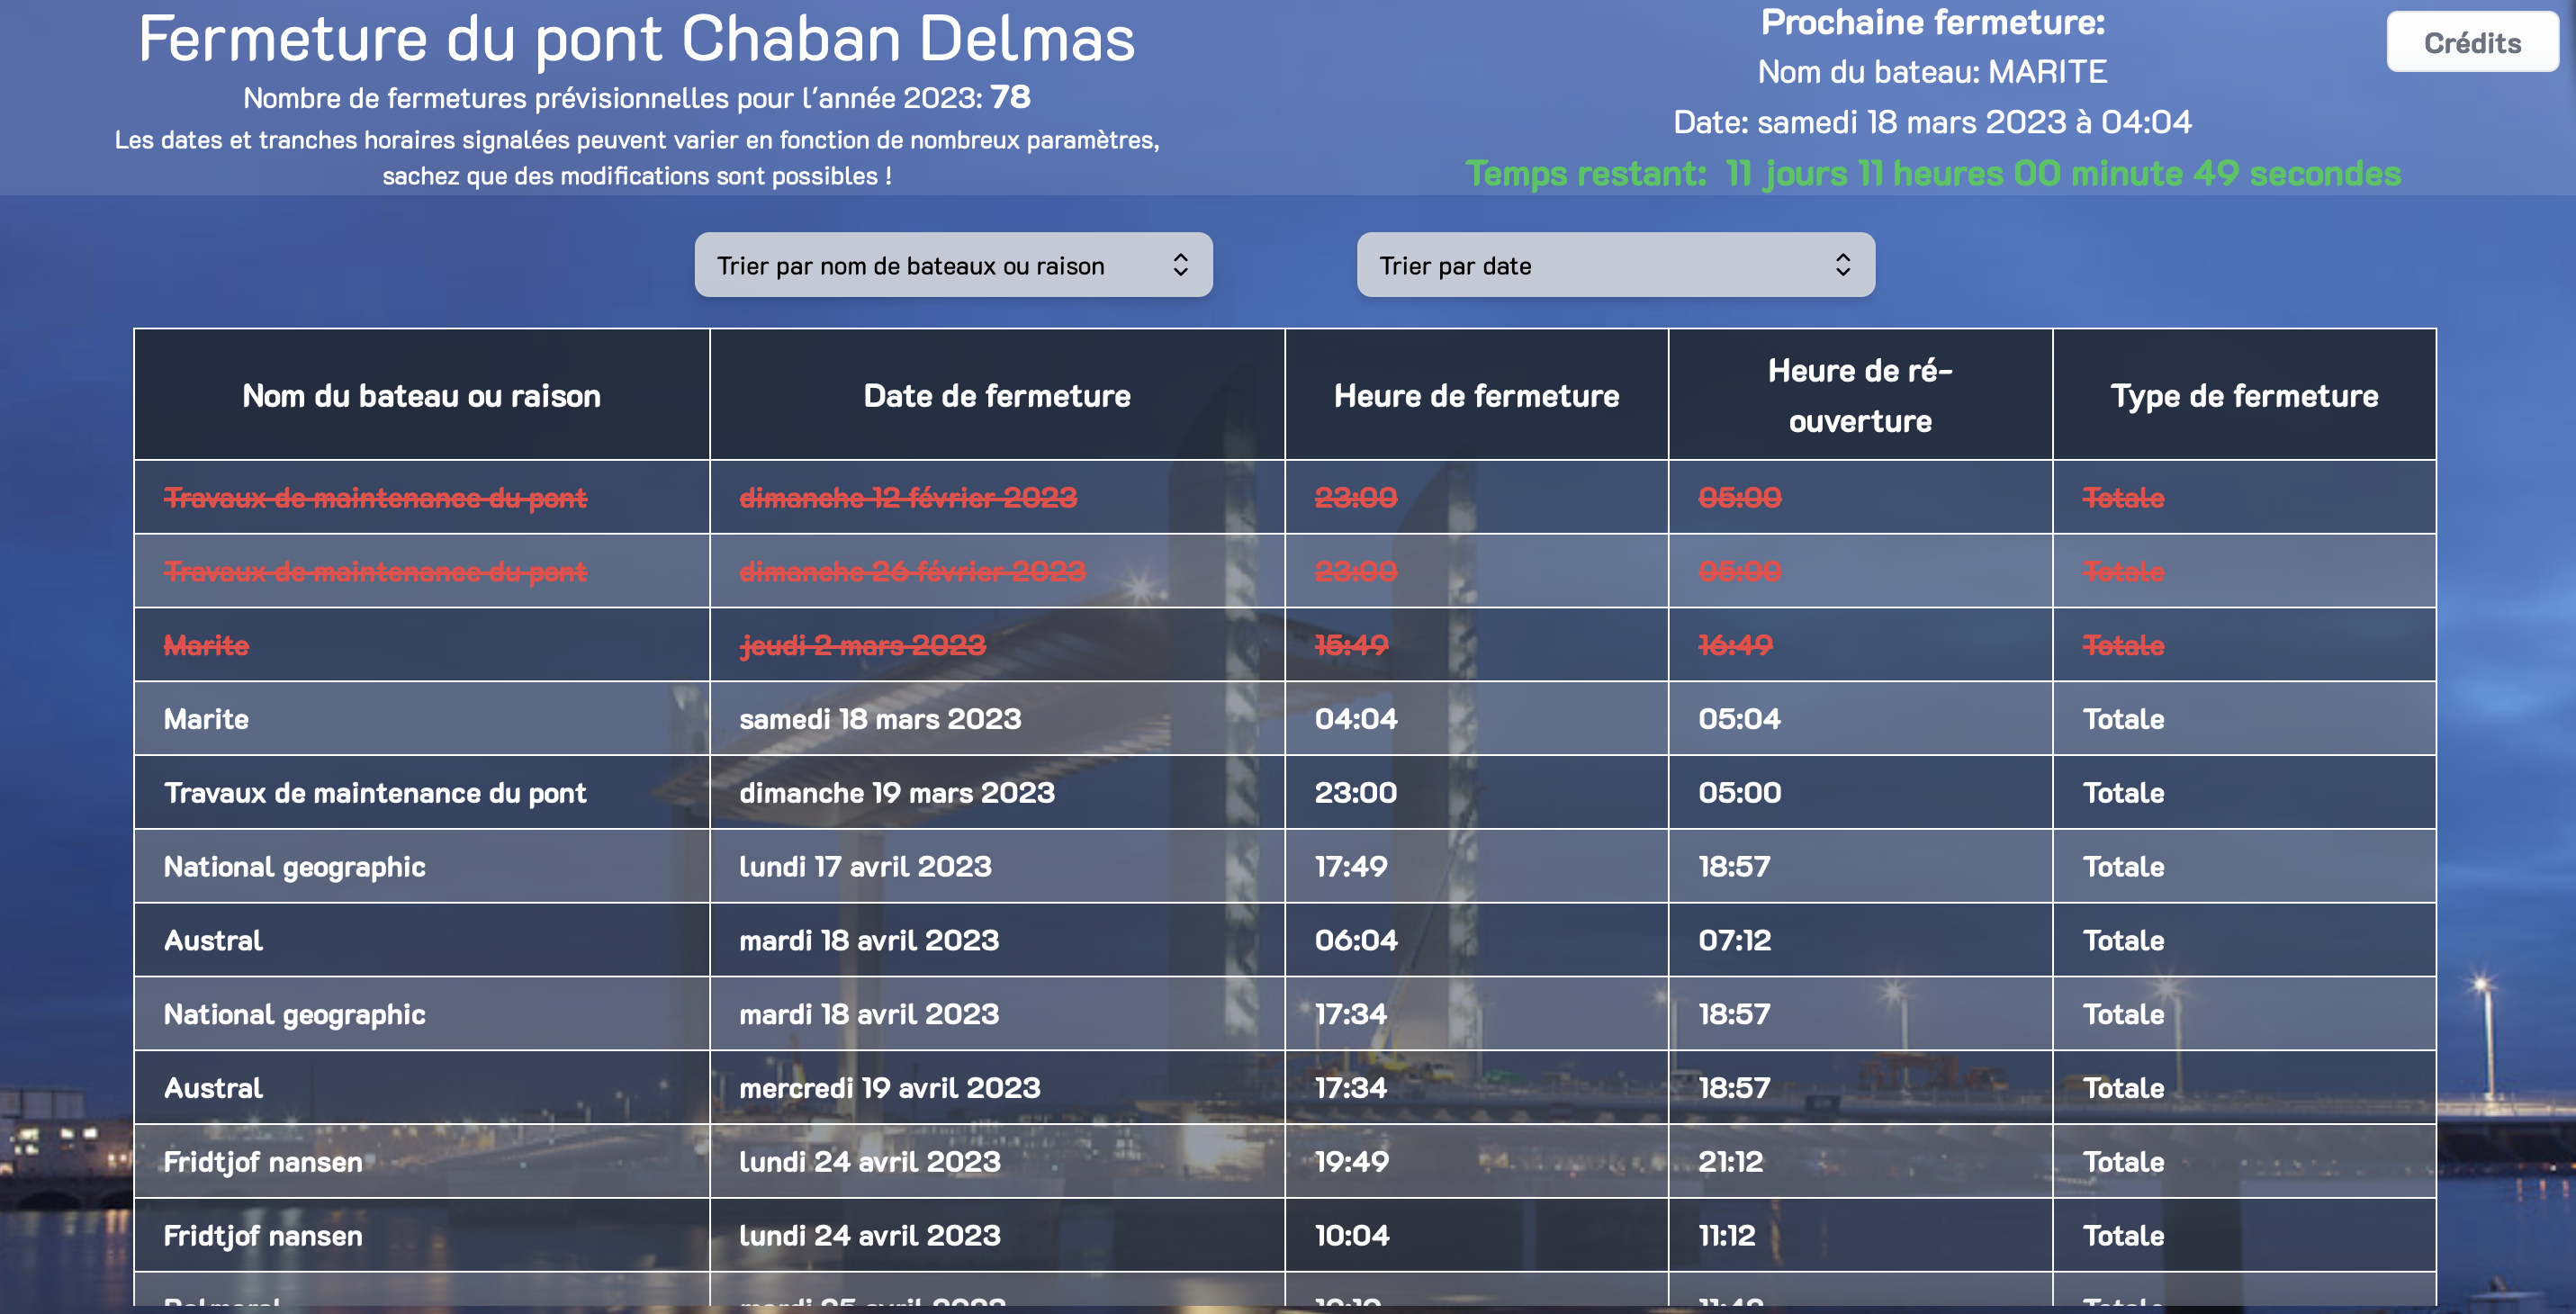 Fermeture du pont Chaban Delmas
Nombre de fermetures prévisionnelles pour l'année 2023: 78
Les dates et tranches horaires signalées peuvent varier en fonction de nombreux paramètres,
sachez que des modifications sont possibles !
Prochaine fermeture:
Nom du bateau: MARITE
Date: samedi 18 mars 2023 à 04:04
Temps restant: 11 jours 11 heures 00 minute 49 secondes
Crédits
Trier par nom de bateaux ou raison
Trier par date
Nom du bateau ou raison Date de fermeture Heure de fermeture Heure de ré-
ouverture Type de fermeture
Travaux de maintenance du pont dimanche 12 février 2023 23:00 05:00 Totale
Travaux de maintenance du pont dimanche 26 février 2023 23:00 05:00 Totale
Marite jeudi 2 mars 2023 15:49 16:49 Totale
Marite samedi 18 mars 2023 04:04 05:04 Totale
Travaux de maintenance du pont dimanche 19 mars 2023 23:00 05:00 Totale
National geographic lundi 17 avril 2023 17:49 18:57 Totale
Austral mardi 18 avril 2023 06:04 07:12 Totale
National geographic mardi 18 avril 2023 17:34 18:57 Totale
Austral mercredi 19 avril 2023 17:34 18:57 Totale
Fridtjof nansen lundi 24 avril 2023 19:49 21:12 Totale
Fridtjof nansen lundi 24 avril 2023 10:04 11:12 Totale
mardi 25 avril 2023 Totale